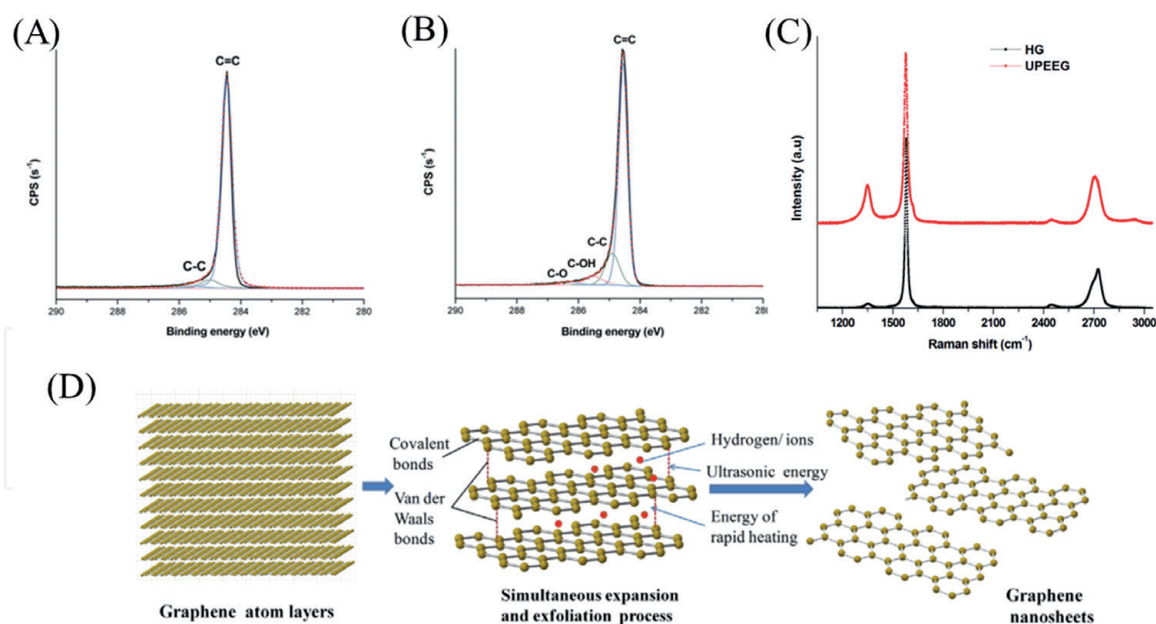 (A)
C=C
C-C
CPS (s⁻¹)
290 288 286 284 282 280
Binding energy (eV)
(B)
C=C
C-C
C-OH
C-O
CPS (s⁻¹)
290 288 286 284 282 28
Binding energy (eV)
(C)
HG
UPEEG
Intensity (a.u)
1200 1500 1800 2100 2400 2700 3000
Raman shift (cm⁻¹)
(D)
Graphene atom layers
Covalent
bonds
Van der
Waals
bonds
Hydrogen/ ions
Ultrasonic energy
Energy of
rapid heating
Simultaneous expansion
and exfoliation process
Graphene
nanosheets